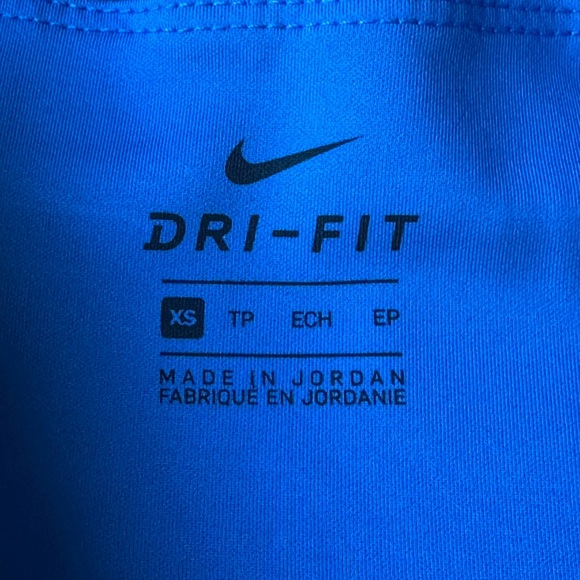 DRI-FIT
XS TP ECH EP
MADE IN JORDAN
FABRIQUÉ EN JORDANIE